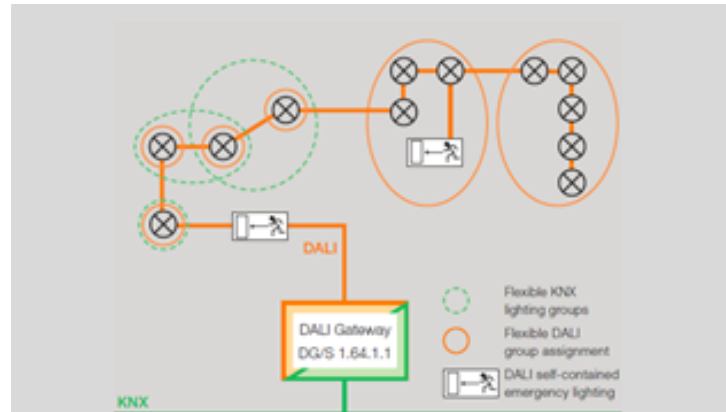 DALI
DALI Gateway
DG/S 1.64.1.1
Flexible KNX
lighting groups
Flexible DALI
group assignment
DALI self-contained
emergency lighting
KNX